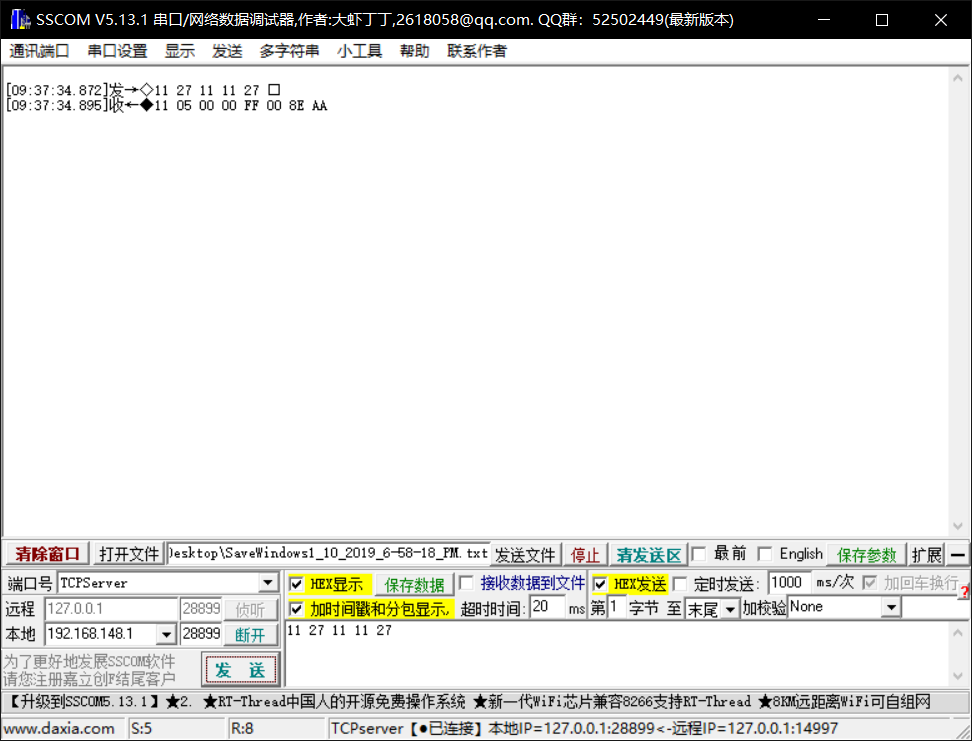 SSCOM V5.13.1 串口/网络数据调试器,作者:大虾丁丁,2618058@qq.com. QQ群：52502449(最新版本)
通讯端口 串口设置 显示 发送 多字符串 小工具 帮助 联系作者
[09:37:34.872]发→◇11 27 11 11 27 □
[09:37:34.895]收←◆11 05 00 00 FF 00 8E AA
清除窗口 打开文件 Desktop\SaveWindows1_10_2019_6-58-18_PM.txt 发送文件 停止 清发送区 最前 English 保存参数 扩展 —
端口号 TCPServer HEX显示 保存数据 接收数据到文件 HEX发送 定时发送: 1000 ms/次 加回车换行 ?
远程 127.0.0.1 28899 侦听 加时间戳和分包显示, 超时时间: 20 ms 第 1 字节 至 末尾 加校验 None
本地 192.168.148.1 28899 断开 11 27 11 11 27
为了更好地发展SSCOM软件
请您注册嘉立创F结尾客户
发 送
【升级到SSCOM5.13.1】★2. ★RT-Thread中国人的开源免费操作系统 ★新一代WiFi芯片兼容8266支持RT-Thread ★8KM远距离WiFi可自组网
www.daxia.com S:5 R:8 TCPserver【●已连接】本地IP=127.0.0.1:28899<-远程IP=127.0.0.1:14997